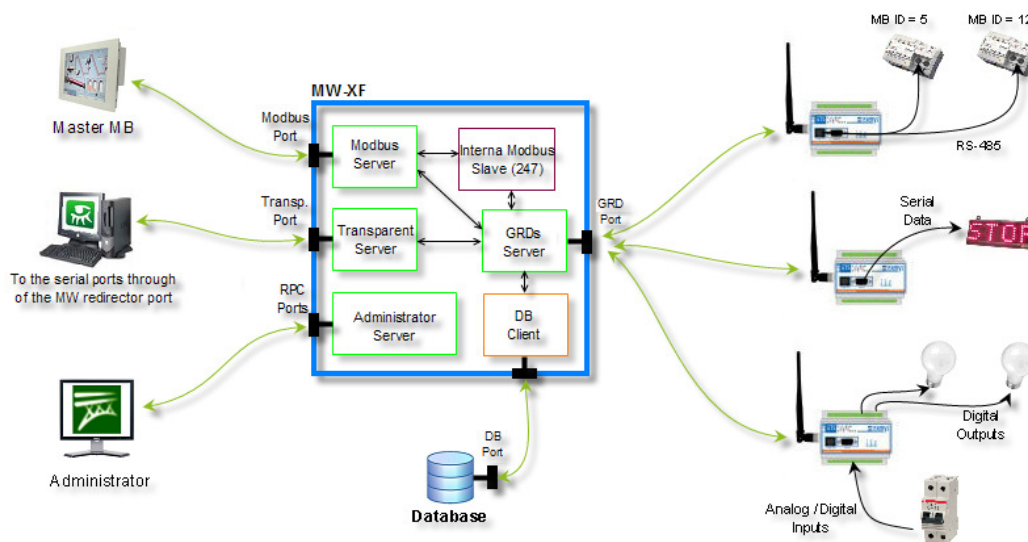 MB ID = 5
MB ID = 12
MW-XF
Master MB
Modbus
Port
Modbus
Server
Interna Modbus
Slave (247)
RS-485
Transp.
Port
Transparent
Server
GRDs
Server
GRD
Port
Serial
Data
STOP
To the serial ports through
of the MW redirector port
RPC
Ports
Administrator
Server
DB
Client
Administrator
DB
Port
Database
Digital
Outputs
Analog / Digital
Inputs